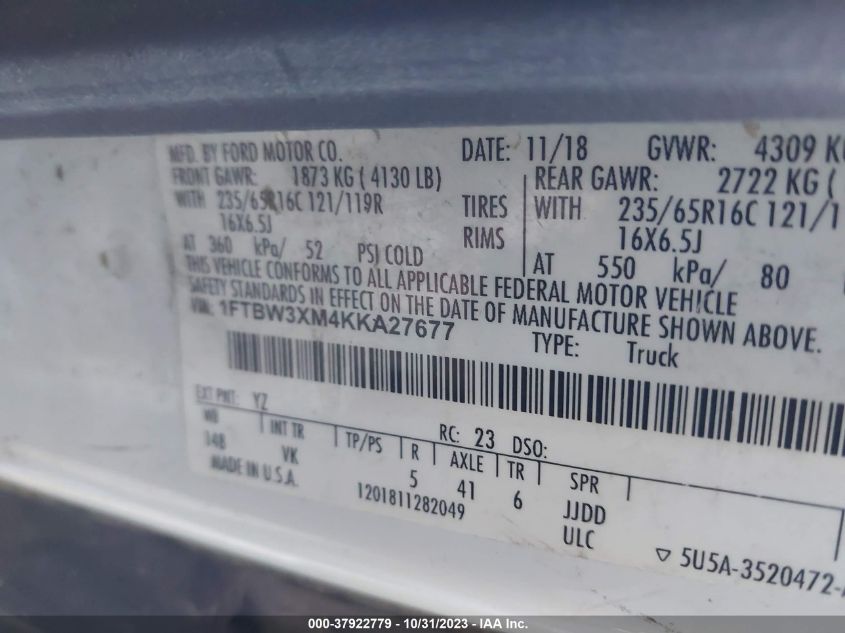 MFD. BY FORD MOTOR CO. DATE: 11/18 GVWR: 4309 KG
FRONT GAWR: 1873 KG ( 4130 LB) REAR GAWR: 2722 KG (
WITH 235/65R16C 121/119R TIRES WITH 235/65R16C 121/1
16X6.5J RIMS 16X6.5J
AT 360 kPa/ 52 PSI COLD AT 550 kPa/ 80
THIS VEHICLE CONFORMS TO ALL APPLICABLE FEDERAL MOTOR VEHICLE
SAFETY STANDARDS IN EFFECT ON THE DATE OF MANUFACTURE SHOWN ABOVE.
VIN: 1FTBW3XM4KKA27677
TYPE: Truck
EXT PNT: YZ RC: 23 DSO:
WB INT TR TP/PS R AXLE TR SPR
148 VK 5 41 6 JJDD
MADE IN U.S.A. 1201811282049 ULC
5U5A-3520472-
000-37922779 - 10/31/2023 - IAA Inc.